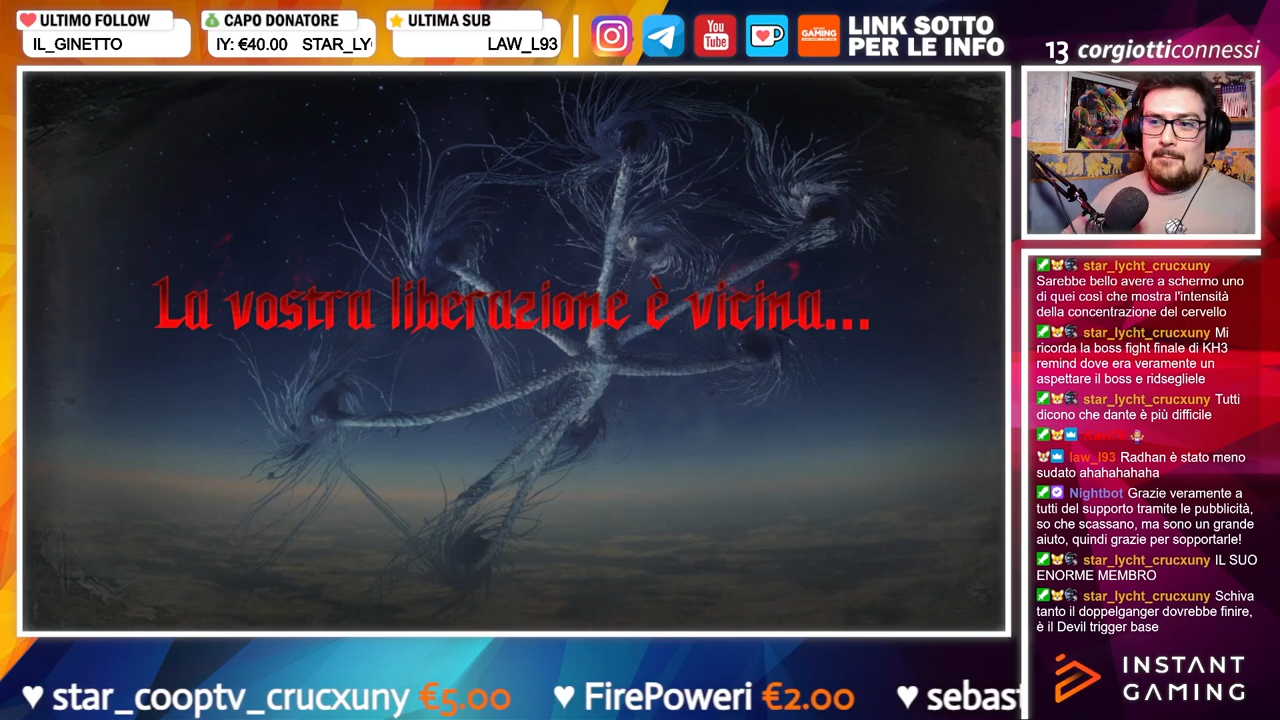 ULTIMO FOLLOW
IL_GINETTO
CAPO DONATORE
IY: €40.00 STAR_LY
ULTIMA SUB
LAW_L93
You
Tube
GAMING
LINK SOTTO
PER LE INFO
13 corgiotticonnessi
La vostra liberazione è vicina...
star_lycht_crucxuny
Sarebbe bello avere a schermo uno
di quei così che mostra l'intensità
della concentrazione del cervello
star_lycht_crucxuny Mi
ricorda la boss fight finale di KH3
remind dove era veramente un
aspettare il boss e ridsegliele
star_lycht_crucxuny Tutti
dicono che dante è più difficile
law_l93 Radhan è stato meno
sudato ahahahahaha
Nightbot Grazie veramente a
tutti del supporto tramite le pubblicità,
so che scassano, ma sono un grande
aiuto, quindi grazie per sopportarle!
star_lycht_crucxuny IL SUO
ENORME MEMBRO
star_lycht_crucxuny Schiva
tanto il doppelganger dovrebbe finire,
è il Devil trigger base
INSTANT
GAMING
♥ star_cooptv_crucxuny €5.00 ♥ FirePoweri €2.00 ♥ sebast